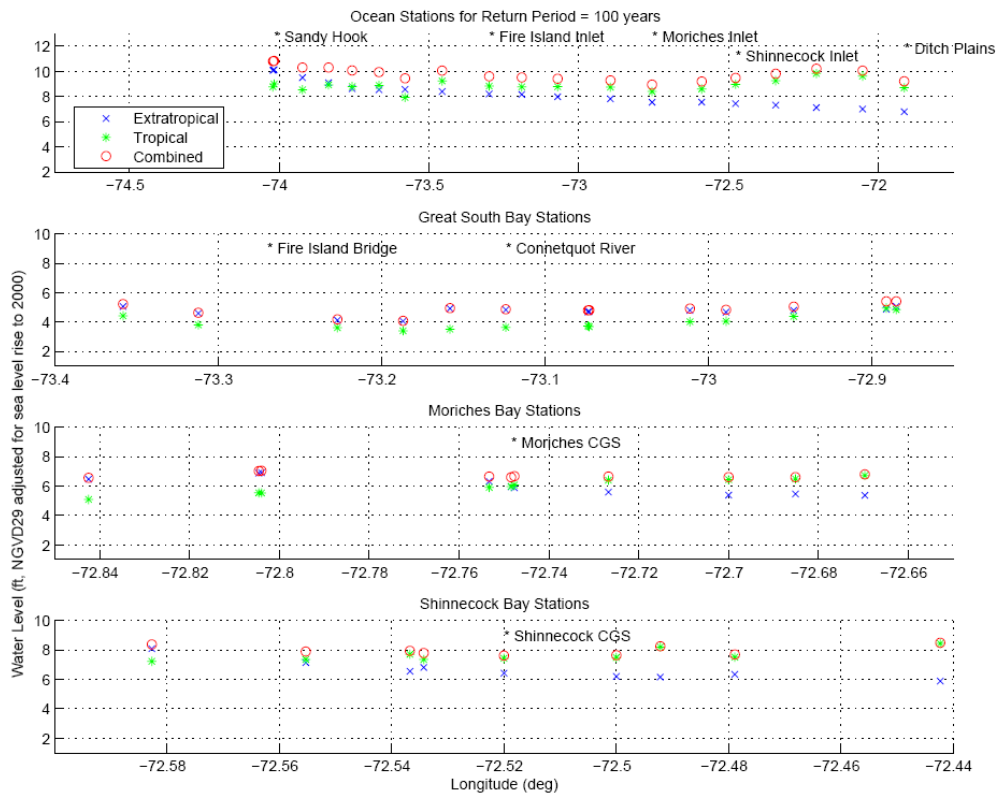 Ocean Stations for Return Period = 100 years
* Sandy Hook
* Fire Island Inlet
* Moriches Inlet
* Ditch Plains
* Shinnecock Inlet
12
10
8
6
4
2
Extratropical
Tropical
Combined
−74.5 −74 −73.5 −73 −72.5 −72
Great South Bay Stations
* Fire Island Bridge
* Connetquot River
10
8
6
4
2
−73.4 −73.3 −73.2 −73.1 −73 −72.9
Moriches Bay Stations
* Moriches CGS
10
8
6
4
2
−72.84 −72.82 −72.8 −72.78 −72.76 −72.74 −72.72 −72.7 −72.68 −72.66
Shinnecock Bay Stations
* Shinnecock CGS
10
8
6
4
2
−72.58 −72.56 −72.54 −72.52 −72.5 −72.48 −72.46 −72.44
Longitude (deg)
Water Level (ft, NGVD29 adjusted for sea level rise to 2000)